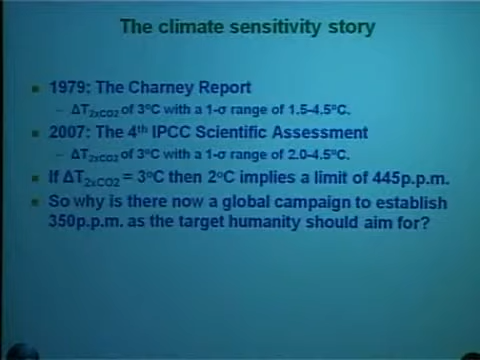 The climate sensitivity story
1979: The Charney Report
– ΔT2xCO2 of 3ºC with a 1-σ range of 1.5-4.5ºC.
2007: The 4th IPCC Scientific Assessment
– ΔT2xCO2 of 3ºC with a 1-σ range of 2.0-4.5ºC.
If ΔT2xCO2 = 3ºC then 2ºC implies a limit of 445p.p.m.
So why is there now a global campaign to establish
350p.p.m. as the target humanity should aim for?